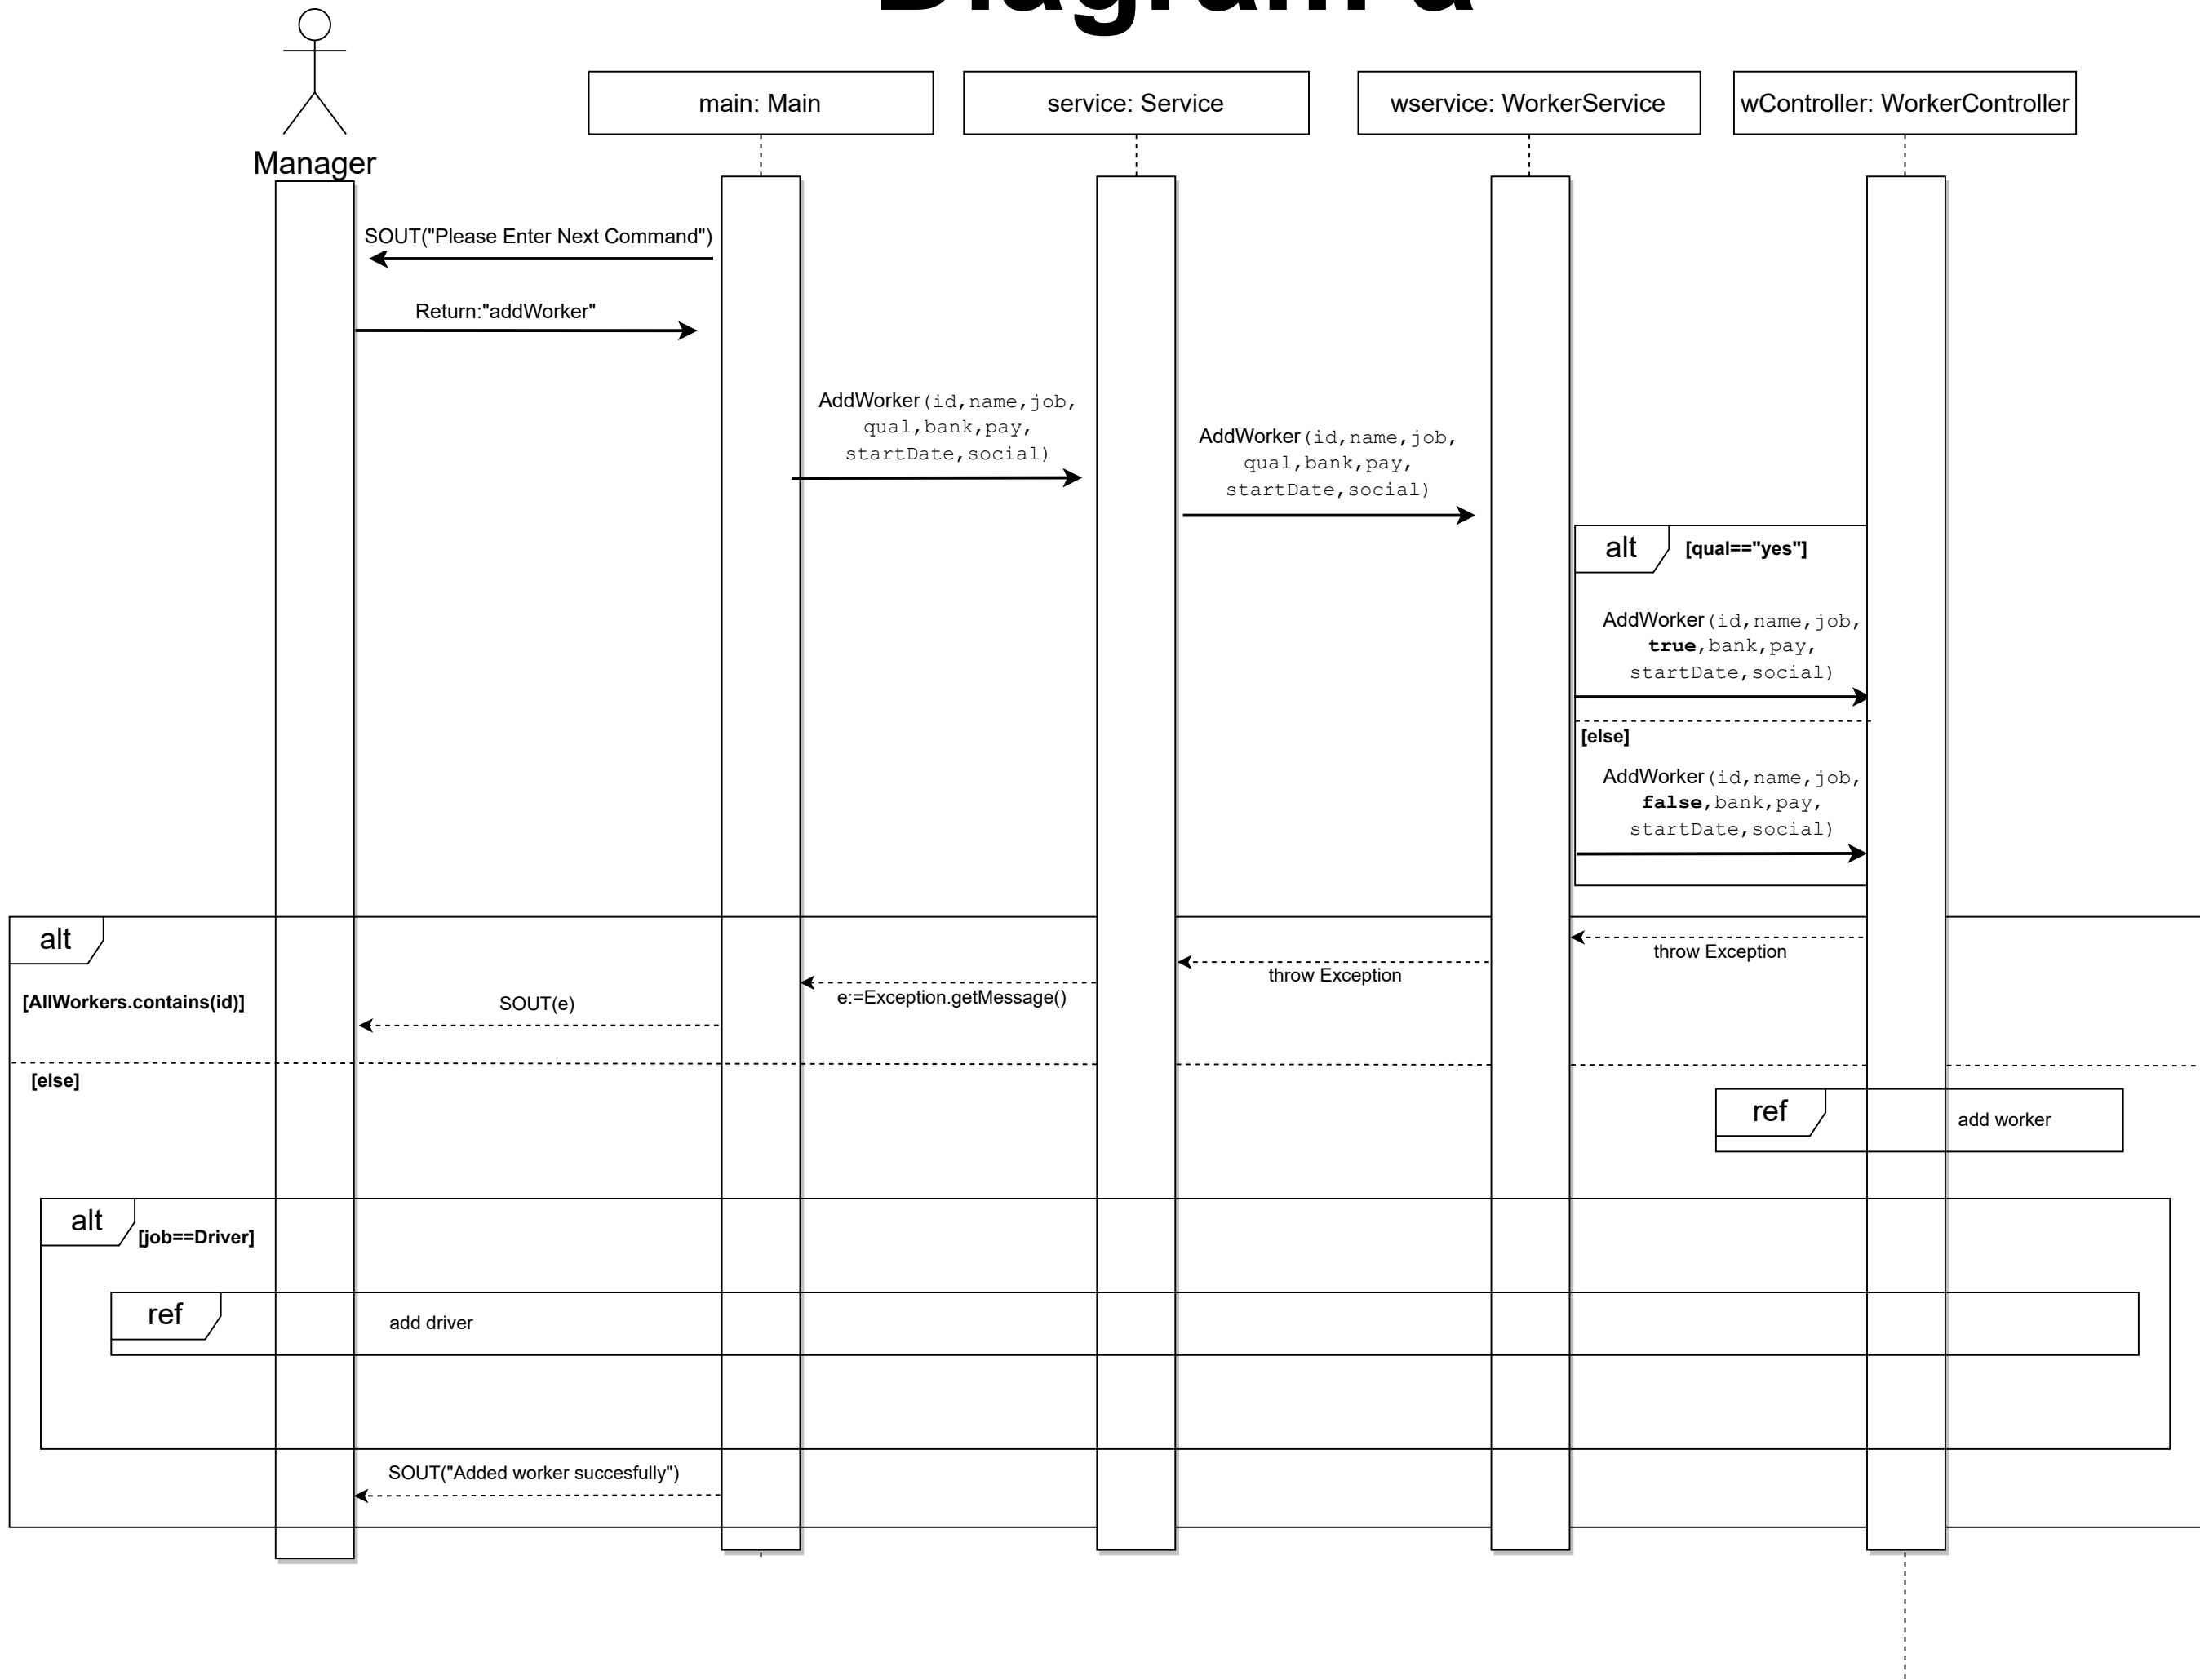 Diagram a
main: Main
service: Service
wservice: WorkerService
wController: WorkerController
Manager
SOUT("Please Enter Next Command")
Return:"addWorker"
AddWorker(id,name,job,
qual,bank,pay,
startDate,social)
AddWorker(id,name,job,
qual,bank,pay,
startDate,social)
alt
[qual=="yes"]
AddWorker(id,name,job,
true,bank,pay,
startDate,social)
[else]
AddWorker(id,name,job,
false,bank,pay,
startDate,social)
alt
throw Exception
throw Exception
e:=Exception.getMessage()
[AllWorkers.contains(id)]
SOUT(e)
[else]
ref
add worker
alt
[job==Driver]
ref
add driver
SOUT("Added worker succesfully")